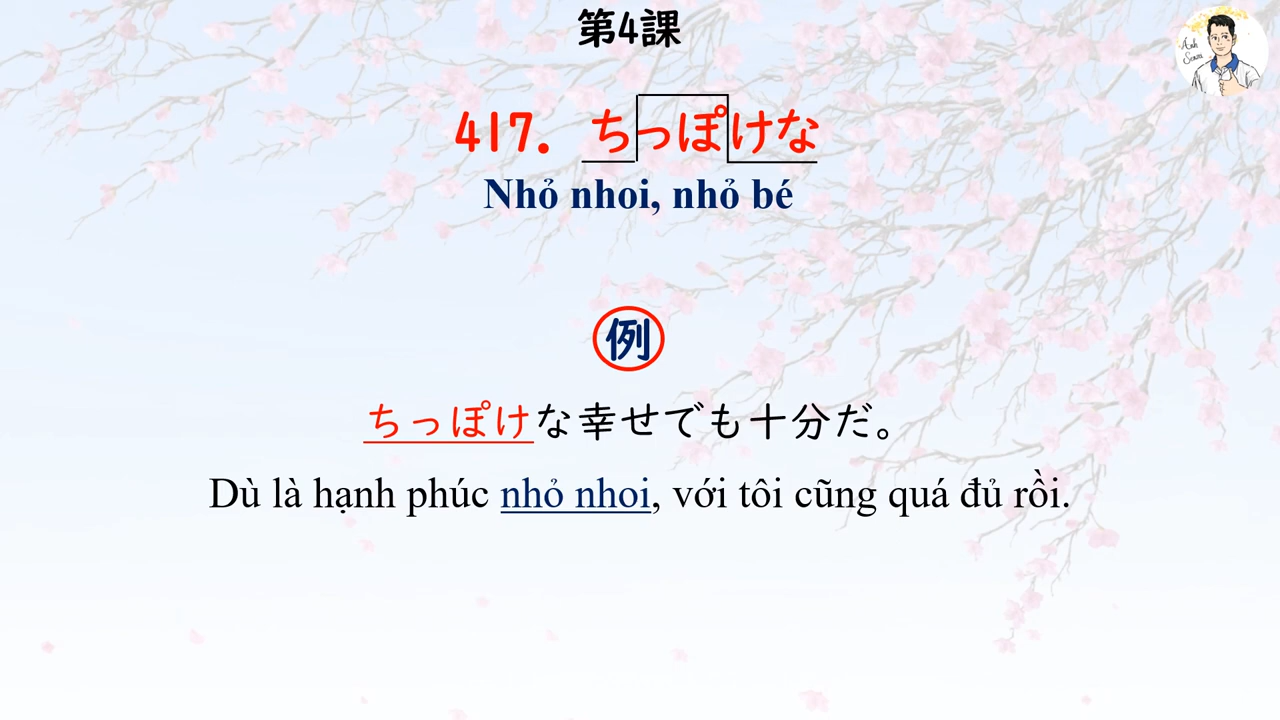 第4課
Anh
Sensei
417. ちっぽけな
Nhỏ nhoi, nhỏ bé
例
ちっぽけな幸せでも十分だ。
Dù là hạnh phúc nhỏ nhoi, với tôi cũng quá đủ rồi.